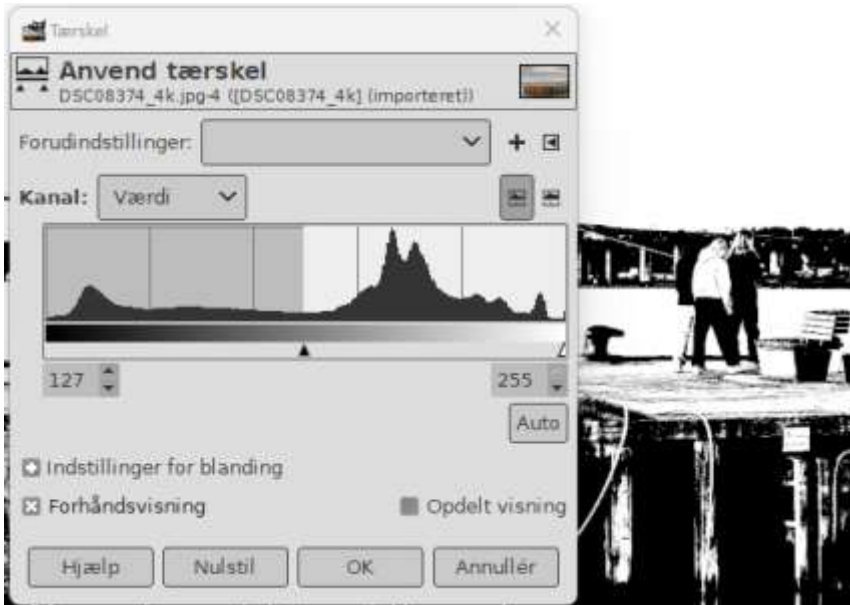 Tærskel
Anvend tærskel
DSC08374_4k.jpg-4 ([DSC08374_4k] (importeret))
Forudindstillinger:
Kanal: Værdi
127 255
Auto
Indstillinger for blanding
Forhåndsvisning Opdelt visning
Hjælp Nulstil OK Annullér